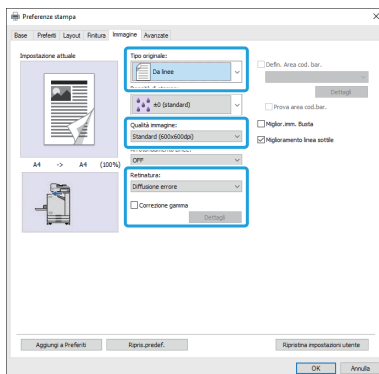 Preferenze stampa
Base Preferiti Layout Finitura Immagine Avanzate
Impostazione attuale
Tipo originale:
Da linee
±0 (standard)
Qualità immagine:
Standard (600x600dpi)
OFF
Retinatura:
Diffusione errore
Correzione gamma
Dettagli
A4 -> A4 (100%)
Defin. Area cod. bar.
Dettagli
Prova area cod.bar.
Miglior.imm. Busta
Miglioramento linea sottile
Aggiungi a Preferiti Ripris.predef. Ripristina impostazioni utente
OK Annulla